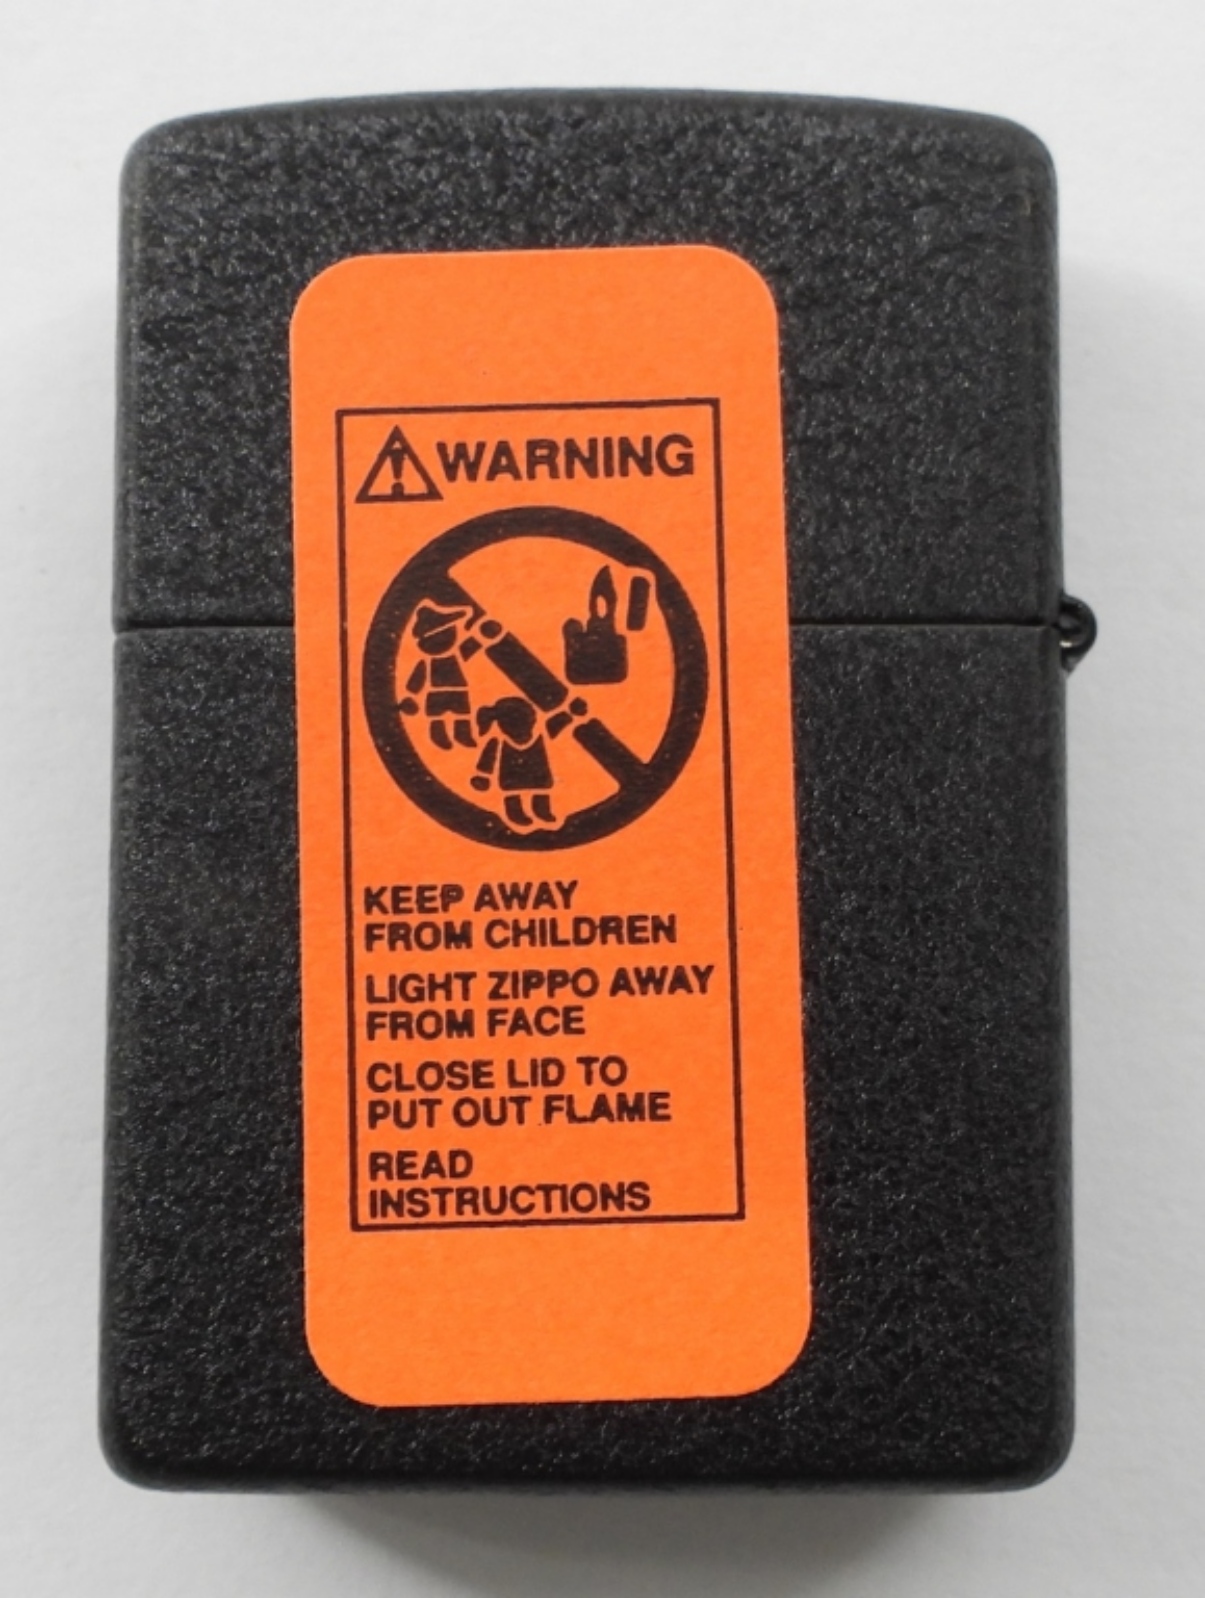 WARNING
KEEP AWAY
FROM CHILDREN
LIGHT ZIPPO AWAY
FROM FACE
CLOSE LID TO
PUT OUT FLAME
READ
INSTRUCTIONS